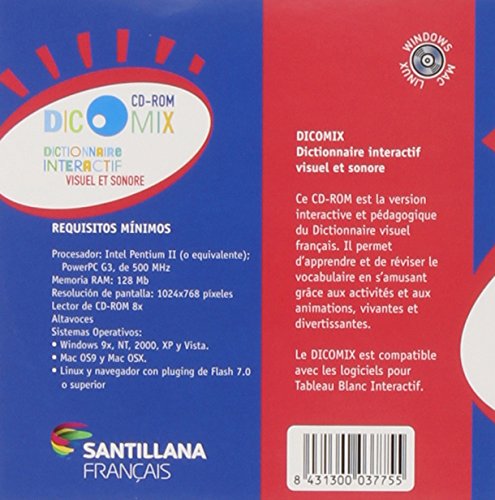 CD-ROM
DICOMIX
DICTIONNAIRE
INTERACTIF
VISUEL ET SONORE
REQUISITOS MÍNIMOS
Procesador: Intel Pentium II (o equivalente);
PowerPC G3, de 500 MHz
Memoria RAM: 128 Mb
Resolución de pantalla: 1024x768 píxeles
Lector de CD-ROM 8x
Altavoces
Sistemas Operativos:
• Windows 9x, NT, 2000, XP y Vista.
• Mac OS9 y Mac OSX.
• Linux y navegador con pluging de Flash 7.0
o superior
SANTILLANA
FRANÇAIS
LINUX WINDOWS MAC
DICOMIX
Dictionnaire interactif
visuel et sonore
Ce CD-ROM est la version
interactive et pédagogique
du Dictionnaire visuel
français. Il permet
d'apprendre et de réviser le
vocabulaire en s'amusant
grâce aux activités et aux
animations, vivantes et
divertissantes.
Le DICOMIX est compatible
avec les logiciels pour
Tableau Blanc Interactif.
8 431300 037755